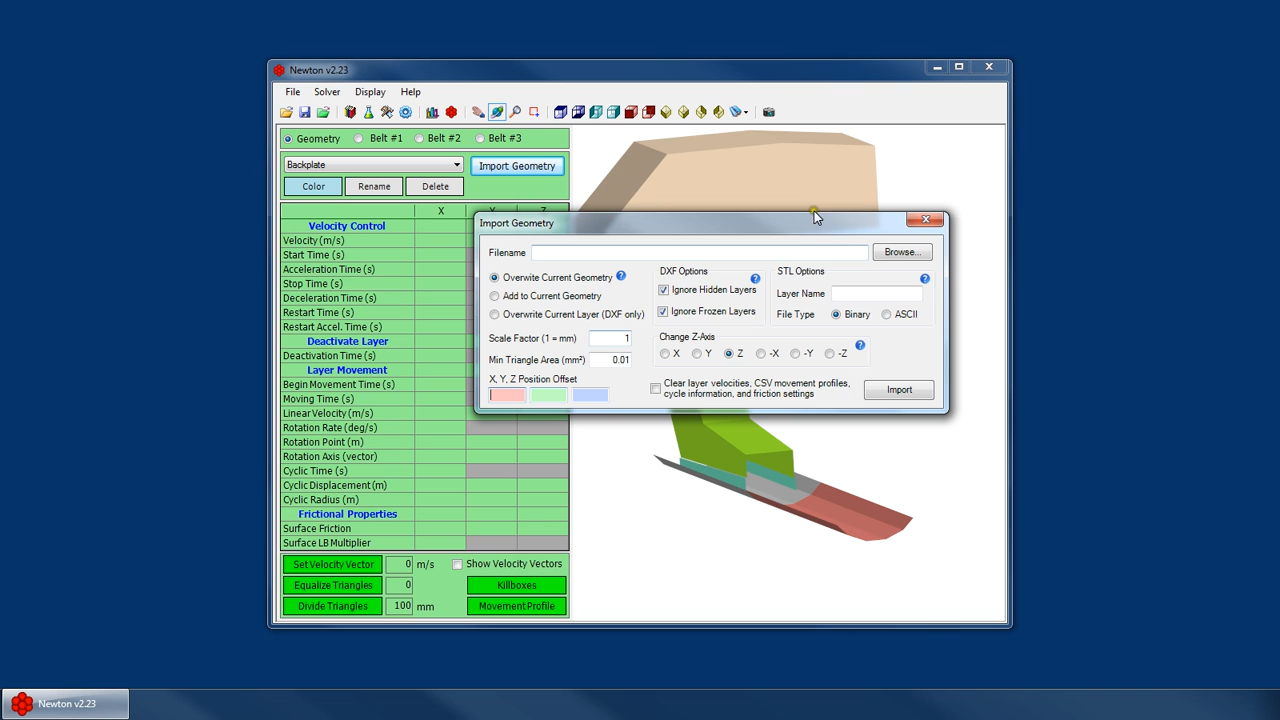 Newton v2.23
File Solver Display Help
Geometry Belt #1 Belt #2 Belt #3
Backplate Import Geometry
Color Rename Delete
X
Velocity Control
Velocity (m/s)
Start Time (s)
Acceleration Time (s)
Stop Time (s)
Deceleration Time (s)
Restart Time (s)
Restart Accel. Time (s)
Deactivate Layer
Deactivation Time (s)
Layer Movement
Begin Movement Time (s)
Moving Time (s)
Linear Velocity (m/s)
Rotation Rate (deg/s)
Rotation Point (m)
Rotation Axis (vector)
Cyclic Time (s)
Cyclic Displacement (m)
Cyclic Radius (m)
Frictional Properties
Surface Friction
Surface LB Multiplier
Set Velocity Vector 0 m/s Show Velocity Vectors
Equalize Triangles 0 Killboxes
Divide Triangles 100 mm Movement Profile
Import Geometry
Filename Browse...
Overwite Current Geometry ?
Add to Current Geometry
Overwrite Current Layer (DXF only)
Scale Factor (1 = mm) 1
Min Triangle Area (mm²) 0.01
X, Y, Z Position Offset
DXF Options ?
Ignore Hidden Layers
Ignore Frozen Layers
STL Options ?
Layer Name
File Type Binary ASCII
Change Z-Axis ?
X Y Z -X -Y -Z
Clear layer velocities, CSV movement profiles,
cycle information, and friction settings
Import
Newton v2.23